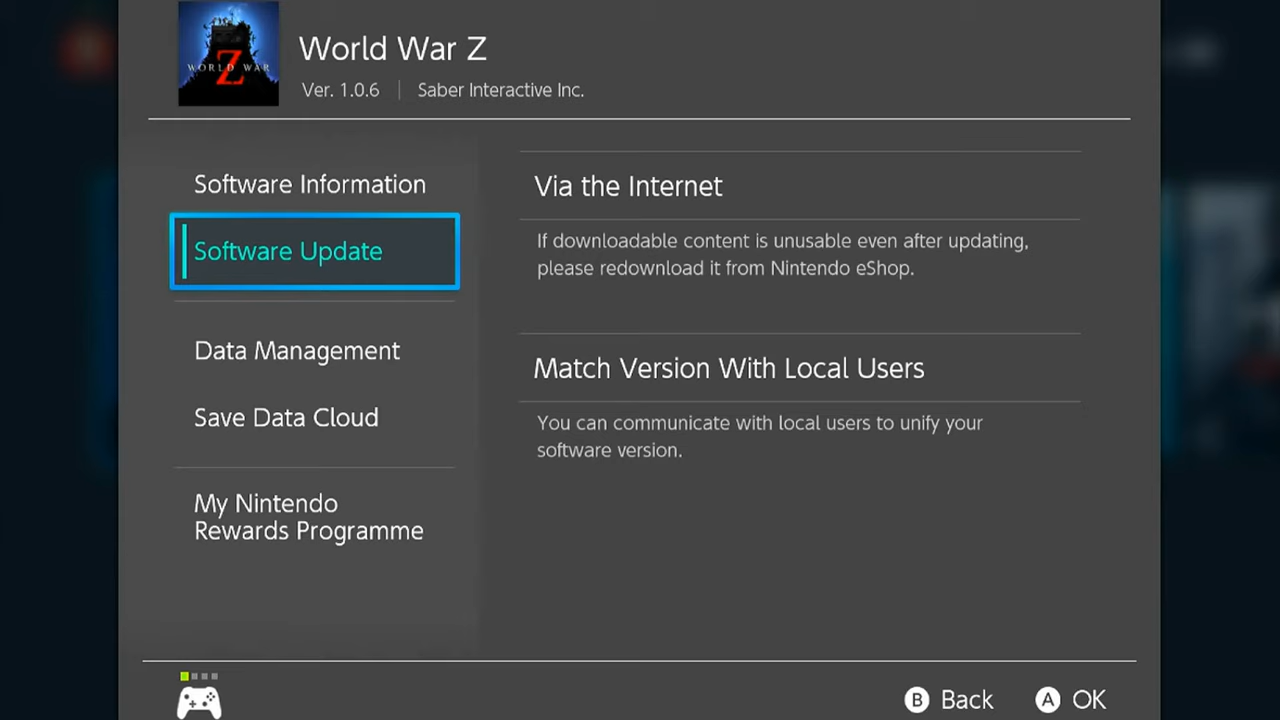 WORLD WAR
Z
World War Z
Ver. 1.0.6 | Saber Interactive Inc.
Software Information
Software Update
Data Management
Save Data Cloud
My Nintendo
Rewards Programme
Via the Internet
If downloadable content is unusable even after updating,
please redownload it from Nintendo eShop.
Match Version With Local Users
You can communicate with local users to unify your
software version.
B Back
A OK